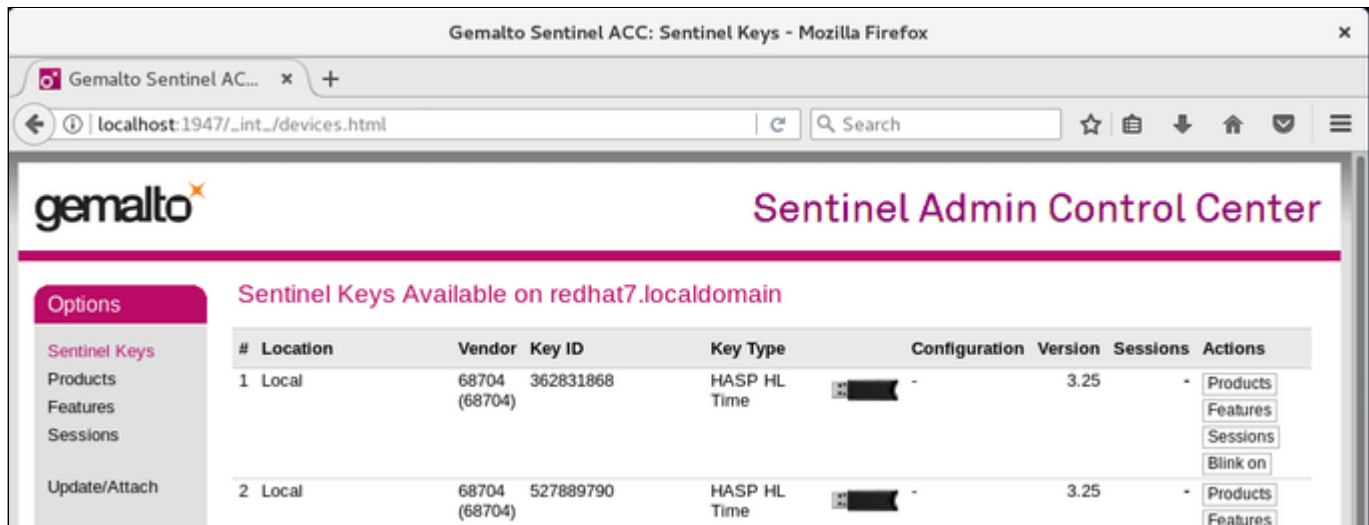 Gemalto Sentinel ACC: Sentinel Keys - Mozilla Firefox ×
Gemalto Sentinel AC... × +
localhost:1947/_int_/devices.html Search
gemalto
Sentinel Admin Control Center
Options
Sentinel Keys
Products
Features
Sessions
Update/Attach
Sentinel Keys Available on redhat7.localdomain
# Location Vendor Key ID Key Type Configuration Version Sessions Actions
1 Local 68704 362831868 HASP HL - 3.25 - Products
(68704) Time
Features
Sessions
Blink on
2 Local 68704 527889790 HASP HL - 3.25 - Products
(68704) Time
Features